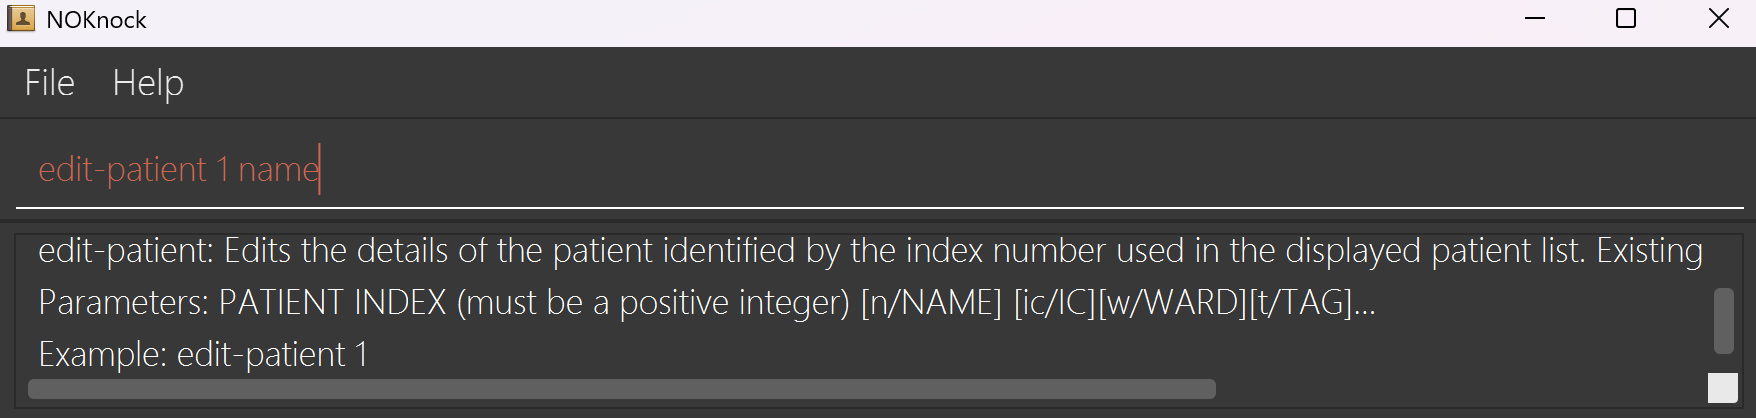 NOKnock
File Help
edit-patient 1 name
edit-patient: Edits the details of the patient identified by the index number used in the displayed patient list. Existing
Parameters: PATIENT INDEX (must be a positive integer) [n/NAME] [ic/IC][w/WARD][t/TAG]...
Example: edit-patient 1